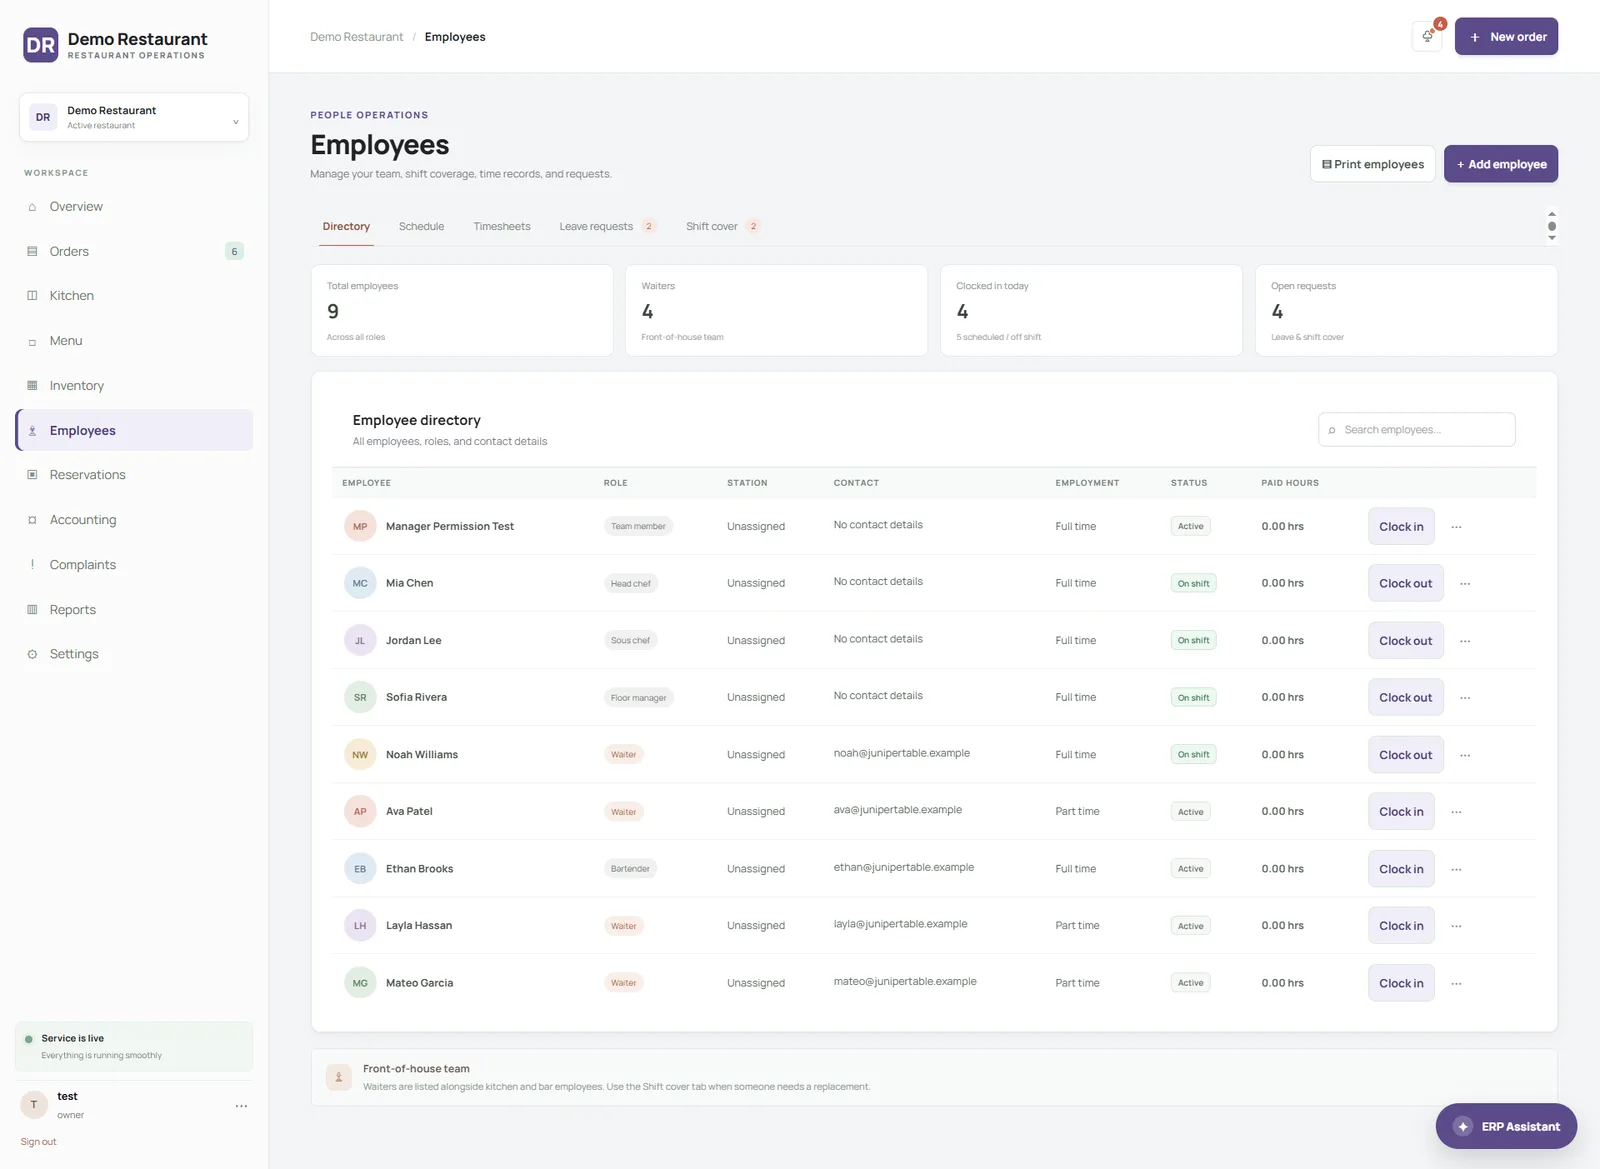 DR
Demo Restaurant
RESTAURANT OPERATIONS
DR
Demo Restaurant
Active restaurant
WORKSPACE
Overview
Orders 6
Kitchen
Menu
Inventory
Employees
Reservations
Accounting
Complaints
Reports
Settings
Service is live
Everything is running smoothly
T
test
owner
Sign out
Demo Restaurant / Employees
4
+ New order
PEOPLE OPERATIONS
Employees
Manage your team, shift coverage, time records, and requests.
Print employees
+ Add employee
Directory Schedule Timesheets Leave requests 2 Shift cover 2
Total employees
9
Across all roles
Waiters
4
Front-of-house team
Clocked in today
4
5 scheduled / off shift
Open requests
4
Leave & shift cover
Employee directory
All employees, roles, and contact details
Search employees...
EMPLOYEE ROLE STATION CONTACT EMPLOYMENT STATUS PAID HOURS
MP Manager Permission Test Team member Unassigned No contact details Full time Active 0.00 hrs Clock in ...
MC Mia Chen Head chef Unassigned No contact details Full time On shift 0.00 hrs Clock out ...
JL Jordan Lee Sous chef Unassigned No contact details Full time On shift 0.00 hrs Clock out ...
SR Sofia Rivera Floor manager Unassigned No contact details Full time On shift 0.00 hrs Clock out ...
NW Noah Williams Waiter Unassigned noah@junipertable.example Full time On shift 0.00 hrs Clock out ...
AP Ava Patel Waiter Unassigned ava@junipertable.example Part time Active 0.00 hrs Clock in ...
EB Ethan Brooks Bartender Unassigned ethan@junipertable.example Full time Active 0.00 hrs Clock in ...
LH Layla Hassan Waiter Unassigned layla@junipertable.example Part time Active 0.00 hrs Clock in ...
MG Mateo Garcia Waiter Unassigned mateo@junipertable.example Part time Active 0.00 hrs Clock in ...
Front-of-house team
Waiters are listed alongside kitchen and bar employees. Use the Shift cover tab when someone needs a replacement.
ERP Assistant